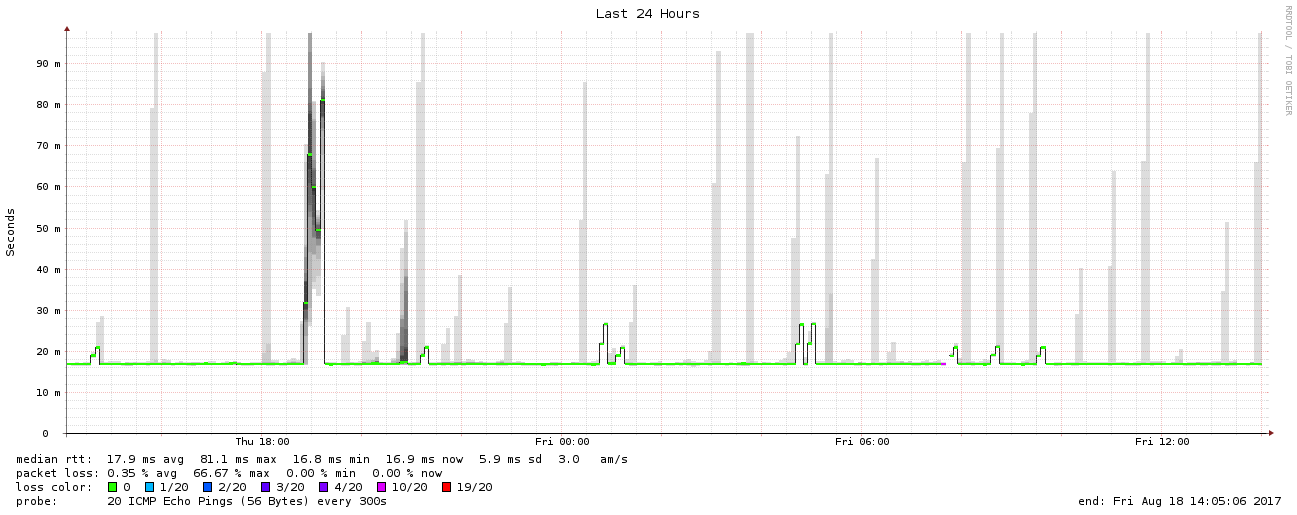 Last 24 Hours
RRDTOOL / TOBI OETIKER
Seconds
90 m
80 m
70 m
60 m
50 m
40 m
30 m
20 m
10 m
0
Thu 18:00 Fri 00:00 Fri 06:00 Fri 12:00
median rtt: 17.9 ms avg 81.1 ms max 16.8 ms min 16.9 ms now 5.9 ms sd 3.0 am/s
packet loss: 0.35 % avg 66.67 % max 0.00 % min 0.00 % now
loss color: 0 1/20 2/20 3/20 4/20 10/20 19/20
probe: 20 ICMP Echo Pings (56 Bytes) every 300s end: Fri Aug 18 14:05:06 2017